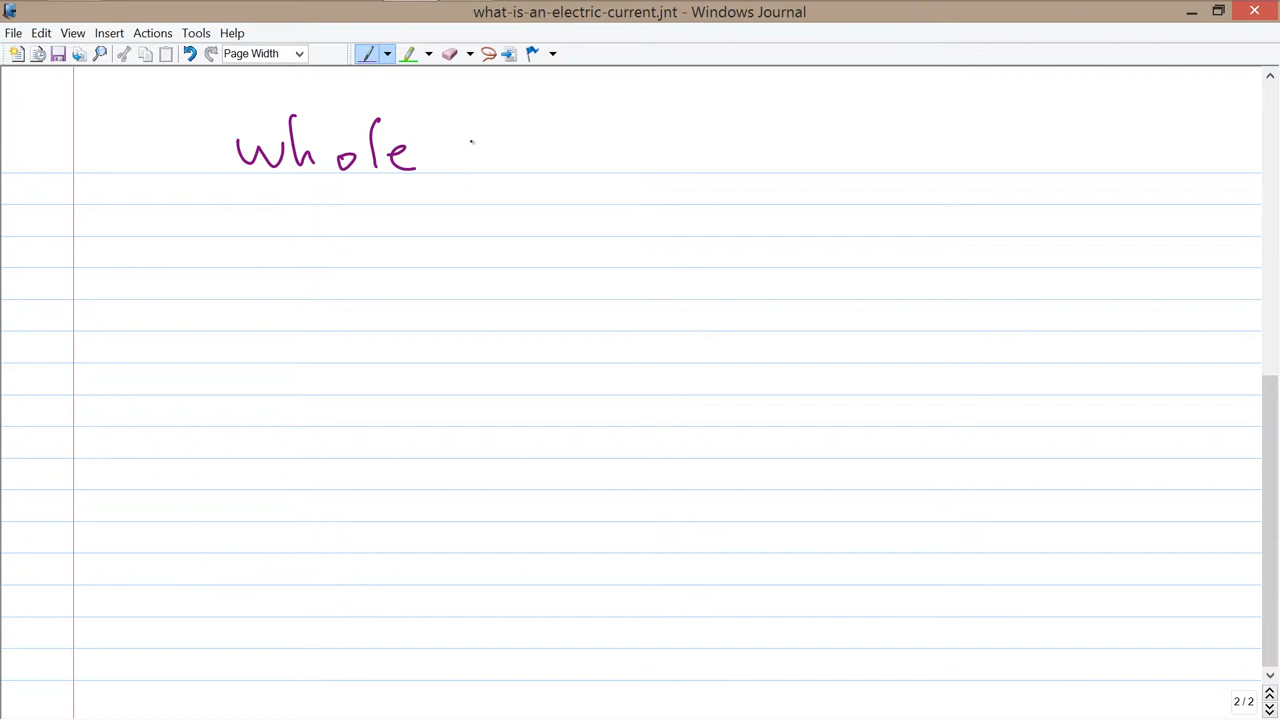 what-is-an-electric-current.jnt - Windows Journal
File Edit View Insert Actions Tools Help
Page Width
Whole
2 / 2